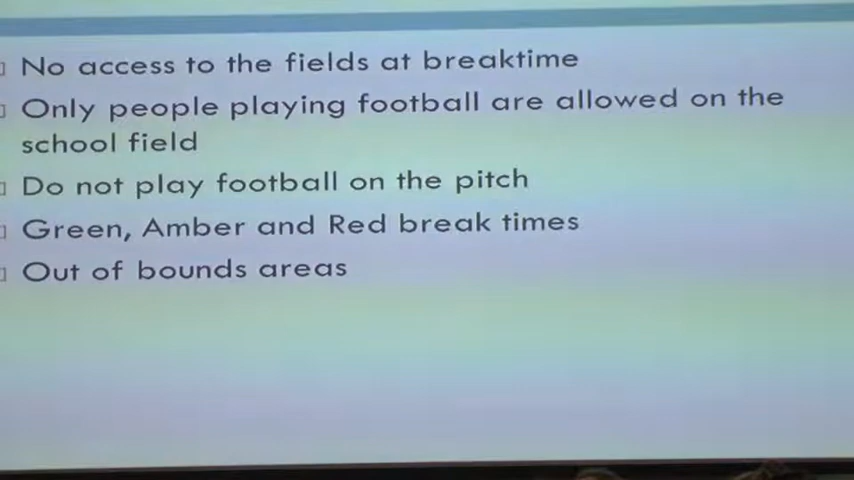 No access to the fields at breaktime
Only people playing football are allowed on the
school field
Do not play football on the pitch
Green, Amber and Red break times
Out of bounds areas